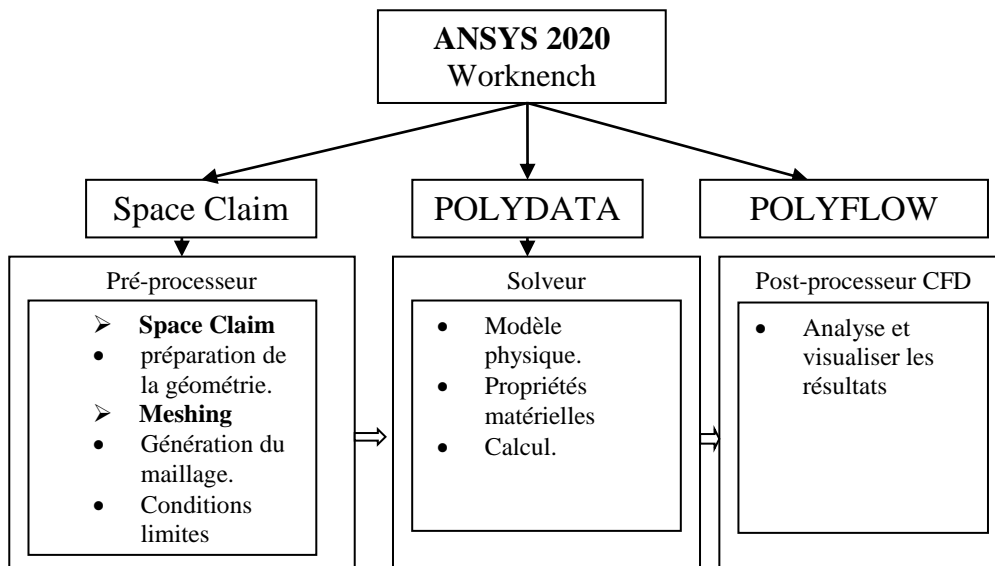 ANSYS 2020
Worknench
Space Claim
POLYDATA
POLYFLOW
Pré-processeur
➢ Space Claim
• préparation de
la géométrie.
➢ Meshing
• Génération du
maillage.
• Conditions
limites
Solveur
• Modèle
physique.
• Propriétés
matérielles
• Calcul.
Post-processeur CFD
• Analyse et
visualiser les
résultats